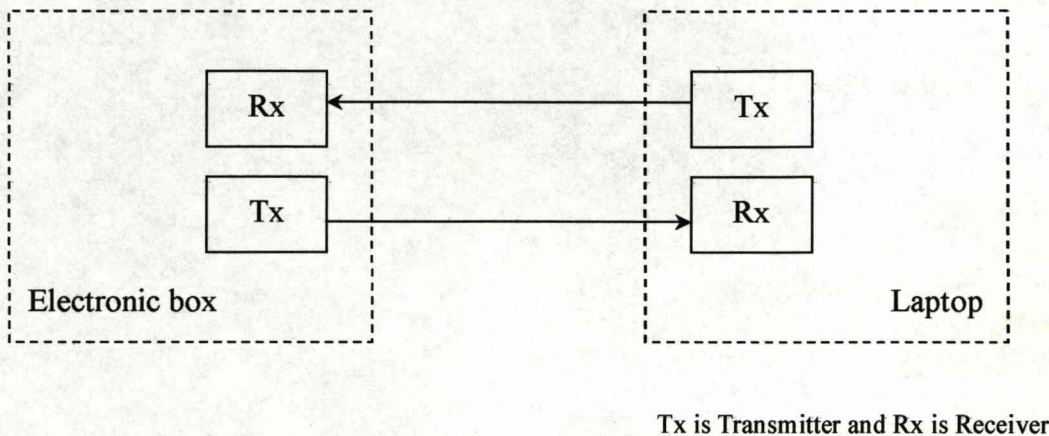 Rx
Tx
Tx
Rx
Electronic box
Laptop
Tx is Transmitter and Rx is Receiver